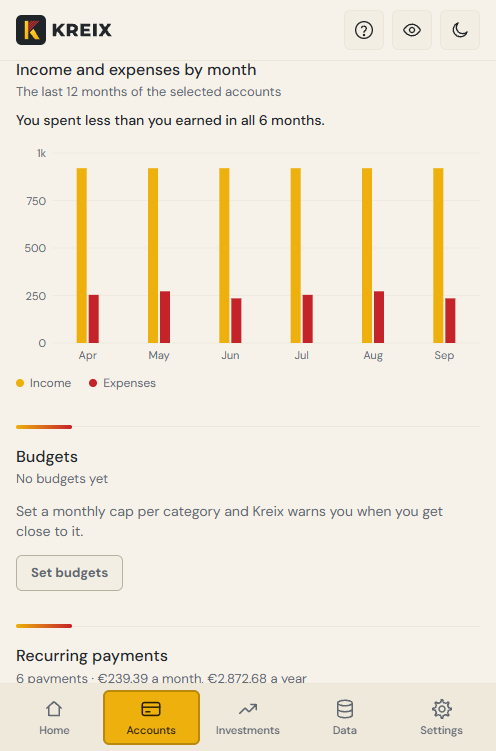 KREIX
Income and expenses by month
The last 12 months of the selected accounts
You spent less than you earned in all 6 months.
1k
750
500
250
0
Apr May Jun Jul Aug Sep
Income Expenses
Budgets
No budgets yet
Set a monthly cap per category and Kreix warns you when you get
close to it.
Set budgets
Recurring payments
6 payments · €239.39 a month, €2,872.68 a year
Home Accounts Investments Data Settings